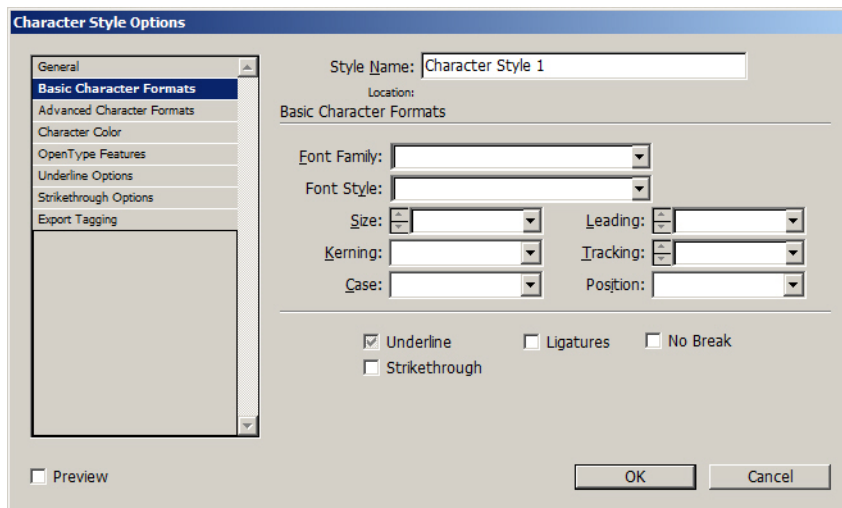 Character Style Options
General
Basic Character Formats
Advanced Character Formats
Character Color
OpenType Features
Underline Options
Strikethrough Options
Export Tagging
Style Name: Character Style 1
Location:
Basic Character Formats
Font Family:
Font Style:
Size: Leading:
Kerning: Tracking:
Case: Position:
Underline Ligatures No Break
Strikethrough
Preview OK Cancel